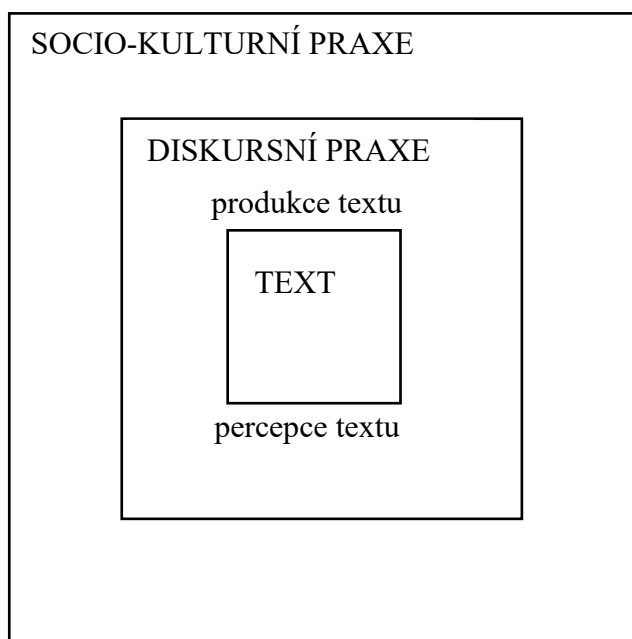 SOCIO-KULTURNÍ PRAXE
DISKURSNÍ PRAXE
produkce textu
TEXT
percepce textu